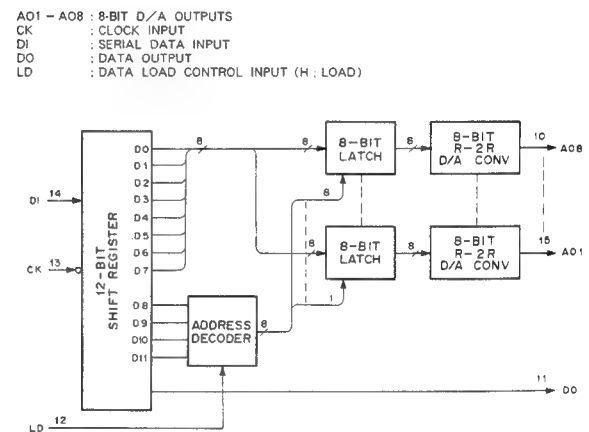 AO1 - AO8 : 8-BIT D/A OUTPUTS
CK : CLOCK INPUT
DI : SERIAL DATA INPUT
DO : DATA OUTPUT
LD : DATA LOAD CONTROL INPUT (H : LOAD)
DI 14
CK 13
LD 12
12-BIT
SHIFT REGISTER
D0
D1
D2
D3
D4
D5
D6
D7
D8
D9
D10
D11
ADDRESS
DECODER
8
8
8
8
8
1
8-BIT
LATCH
8
8-BIT
R-2R
D/A CONV
10
AO8
8-BIT
LATCH
8
8-BIT
R-2R
D/A CONV
15
AO1
11
DO